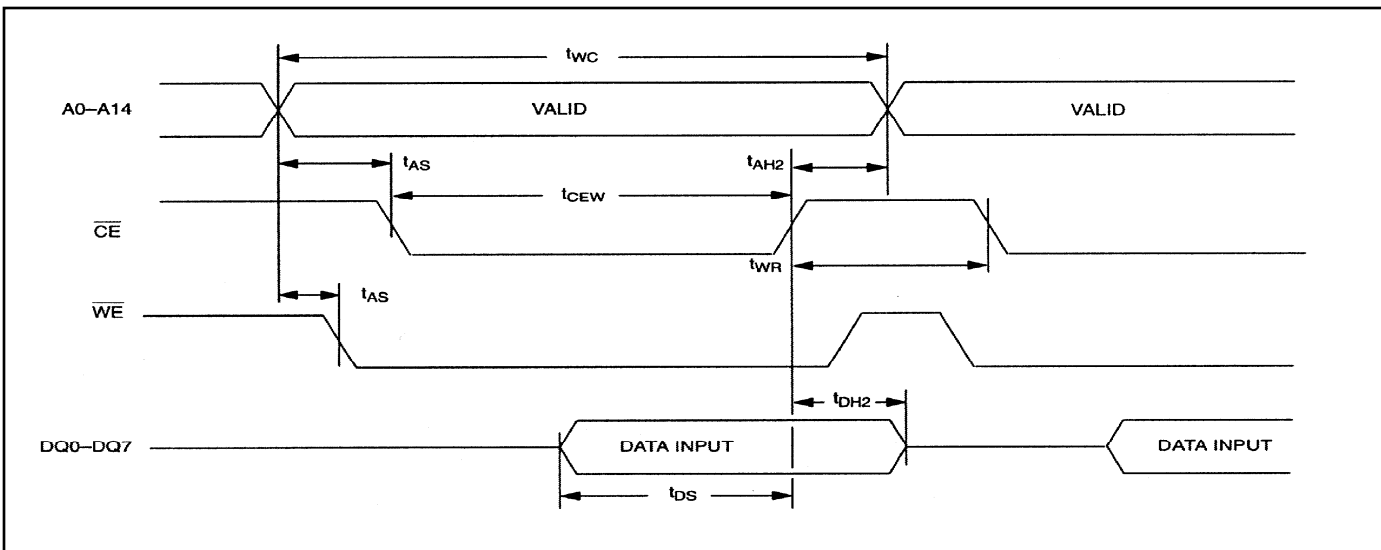 tWC
A0–A14 VALID VALID
tAS tAH2
tCEW
CE
tWR
tAS
WE
tDH2
DQ0–DQ7 DATA INPUT DATA INPUT
tDS